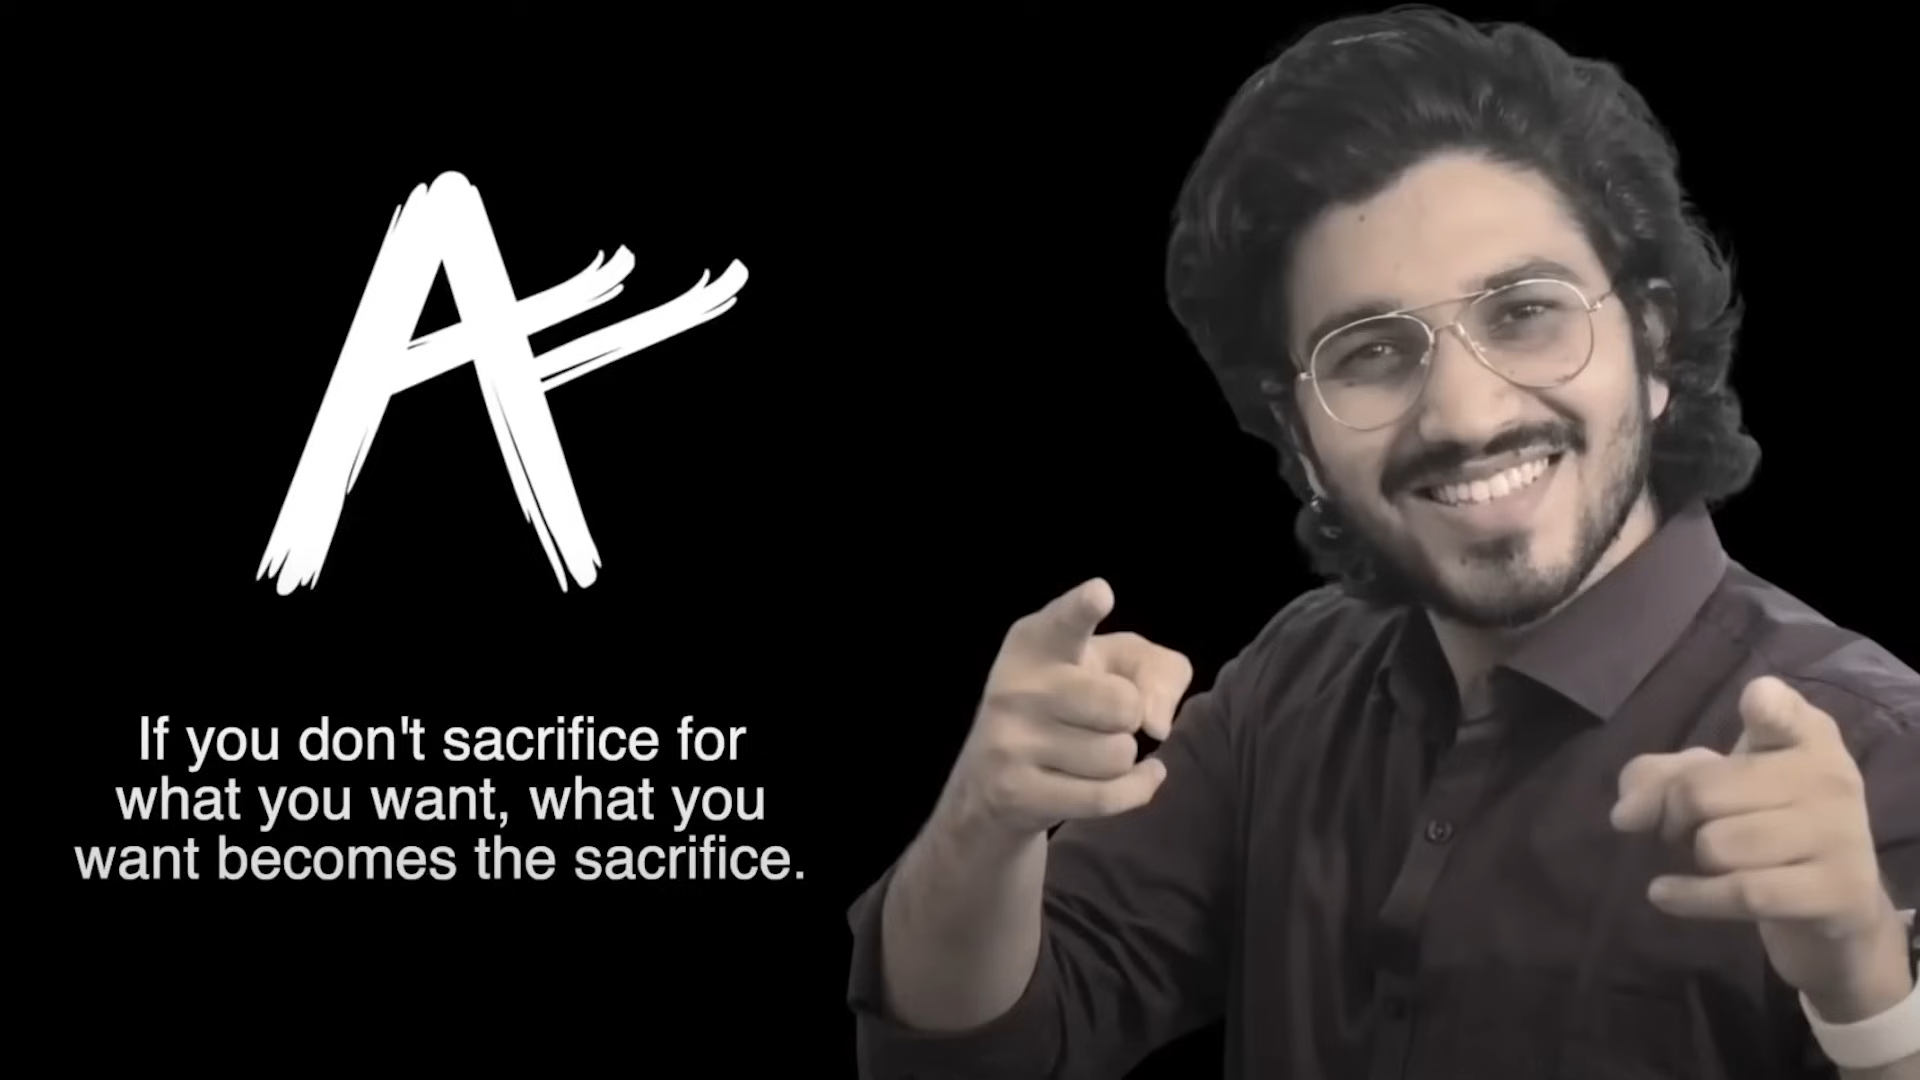 A
If you don't sacrifice for
what you want, what you
want becomes the sacrifice.